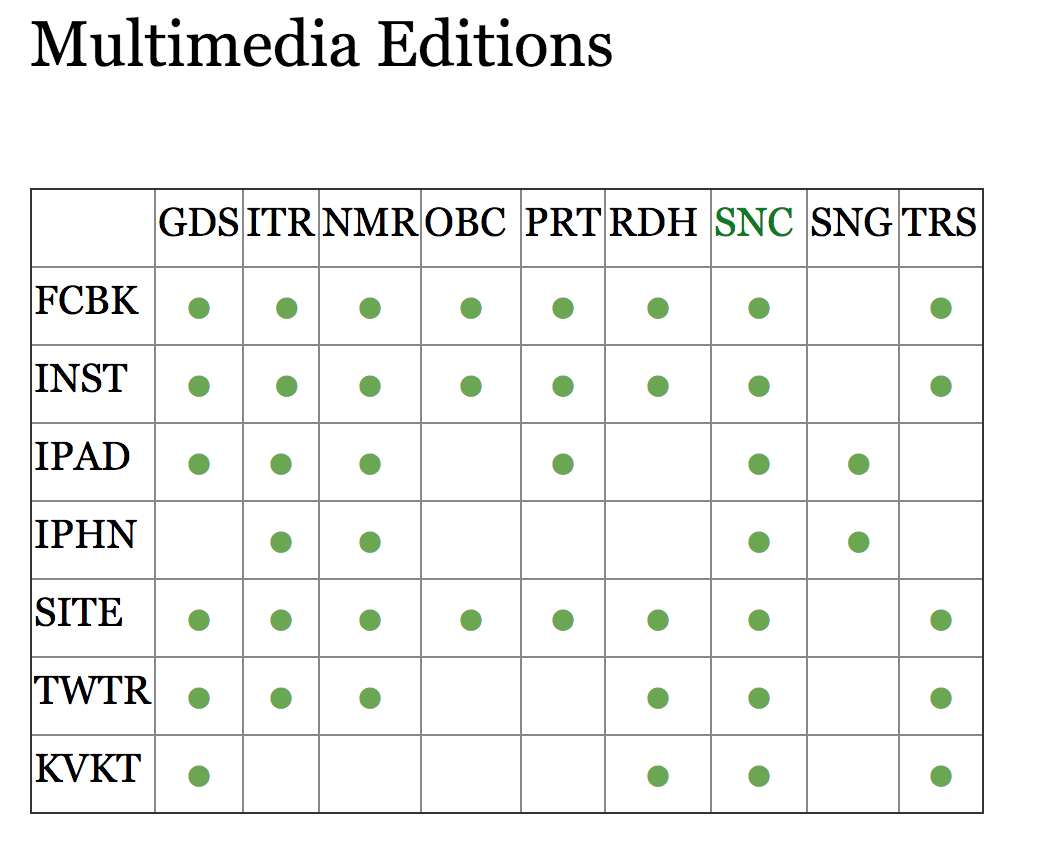 Multimedia Editions
GDS ITR NMR OBC PRT RDH SNC SNG TRS
FCBK
INST
IPAD
IPHN
SITE
TWTR
KVKT